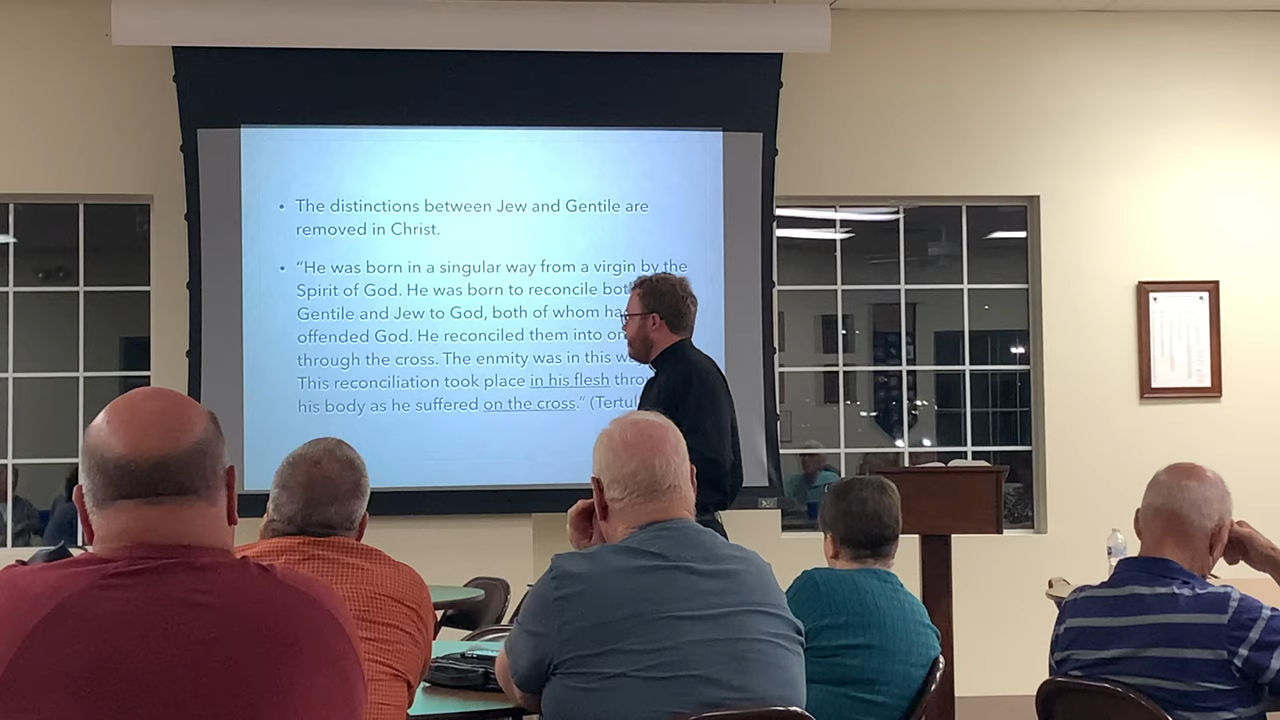 • The distinctions between Jew and Gentile are
removed in Christ.
• “He was born in a singular way from a virgin by the
Spirit of God. He was born to reconcile
Gentile and Jew to God, both of whom
offended God. He reconciled them into
through the cross. The enmity was in this
This reconciliation took place in his flesh
his body as he suffered on the cross.”